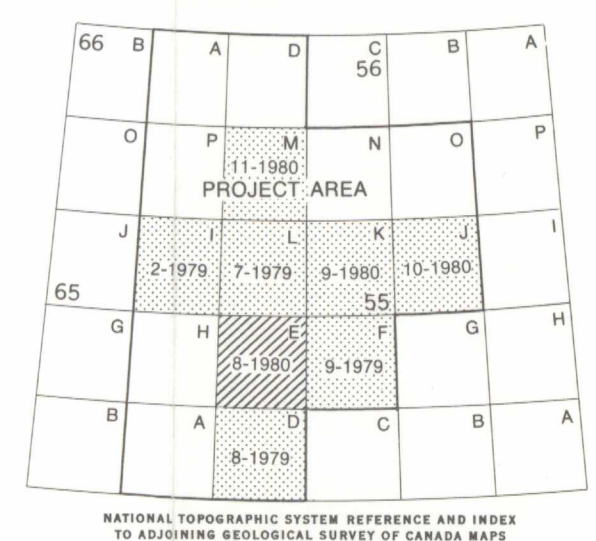 66 B A D C B A
56
O P M N O P
11-1980
PROJECT AREA
J I L K J I
2-1979 7-1979 9-1980 10-1980
65 55
G H E F G H
8-1980 9-1979
B A D C B A
8-1979
NATIONAL TOPOGRAPHIC SYSTEM REFERENCE AND INDEX
TO ADJOINING GEOLOGICAL SURVEY OF CANADA MAPS